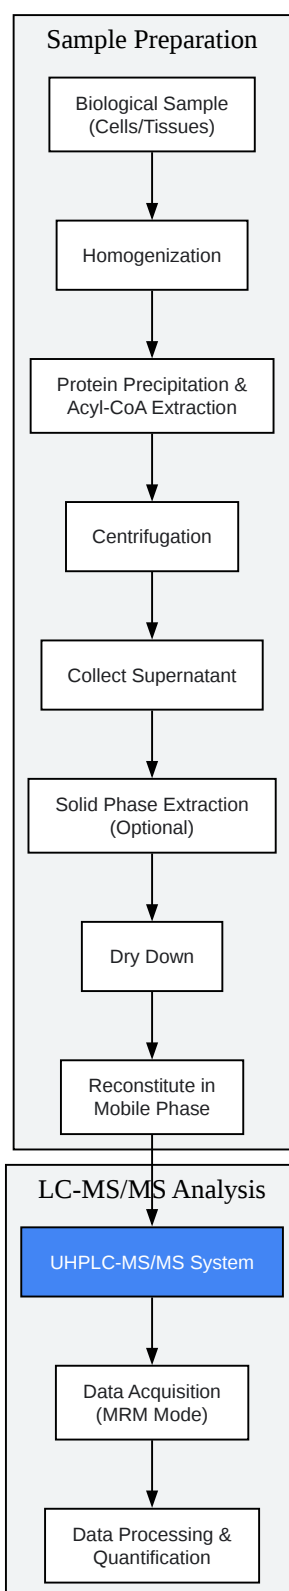 Sample Preparation
Biological Sample
(Cells/Tissues)
Homogenization
Protein Precipitation &
Acyl-CoA Extraction
Centrifugation
Collect Supernatant
Solid Phase Extraction
(Optional)
Dry Down
Reconstitute in
Mobile Phase
LC-MS/MS Analysis
UHPLC-MS/MS System
Data Acquisition
(MRM Mode)
Data Processing &
Quantification